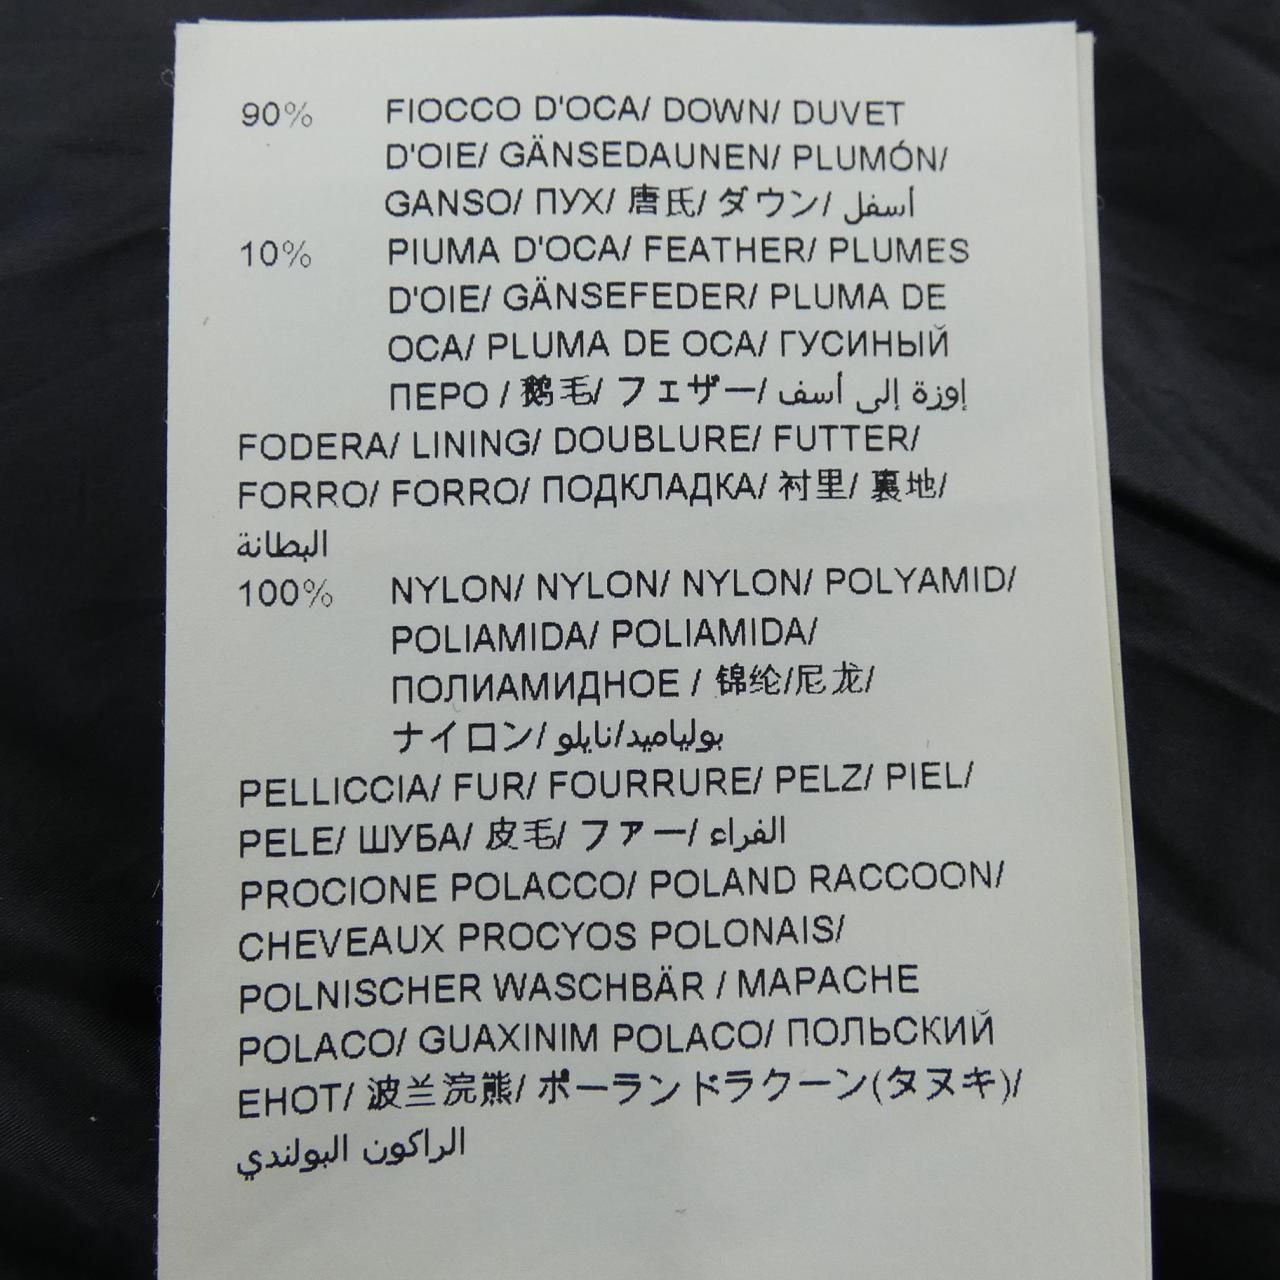 90% FIOCCO D'OCA/ DOWN/ DUVET
D'OIE/ GÄNSEDAUNEN/ PLUMÓN/
GANSO/ ПУХ/ 唐氏/ ダウン/ أسفل
10% PIUMA D'OCA/ FEATHER/ PLUMES
D'OIE/ GÄNSEFEDER/ PLUMA DE
OCA/ PLUMA DE OCA/ ГУСИНЫЙ
ПЕРО / 鹅毛/ フェザー/ إوزة إلى أسف
FODERA/ LINING/ DOUBLURE/ FUTTER/
FORRO/ FORRO/ ПОДКЛАДКА/ 衬里/ 裏地/
البطانة
100% NYLON/ NYLON/ NYLON/ POLYAMID/
POLIAMIDA/ POLIAMIDA/
ПОЛИАМИДНОЕ / 锦纶/尼龙/
ナイロン/ بولياميد/نايلو
PELLICCIA/ FUR/ FOURRURE/ PELZ/ PIEL/
PELE/ ШУБА/ 皮毛/ ファー/ الفراء
PROCIONE POLACCO/ POLAND RACCOON/
CHEVEAUX PROCYOS POLONAIS/
POLNISCHER WASCHBÄR / MAPACHE
POLACO/ GUAXINIM POLACO/ ПОЛЬСКИЙ
ЕНОТ/ 波兰浣熊/ ポーランドラクーン(タヌキ)/
الراكون البولندي